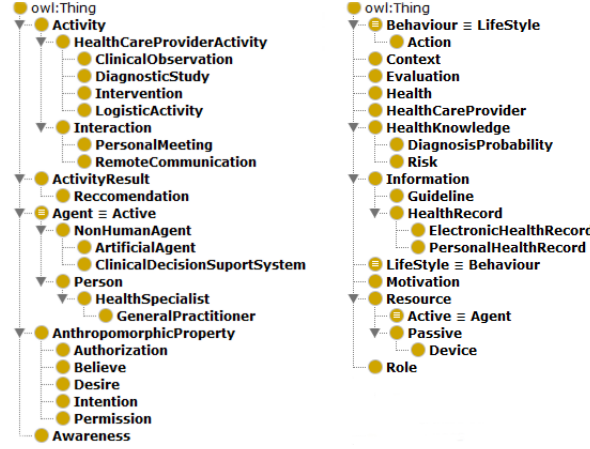 owl:Thing
Activity
HealthCareProviderActivity
ClinicalObservation
DiagnosticStudy
Intervention
LogisticActivity
Interaction
PersonalMeeting
RemoteCommunication
ActivityResult
Reccomendation
Agent ≡ Active
NonHumanAgent
ArtificialAgent
ClinicalDecisionSuportSystem
Person
HealthSpecialist
GeneralPractitioner
AnthropomorphicProperty
Authorization
Believe
Desire
Intention
Permission
Awareness
owl:Thing
Behaviour ≡ LifeStyle
Action
Context
Evaluation
Health
HealthCareProvider
HealthKnowledge
DiagnosisProbability
Risk
Information
Guideline
HealthRecord
ElectronicHealthRecord
PersonalHealthRecord
LifeStyle ≡ Behaviour
Motivation
Resource
Active ≡ Agent
Passive
Device
Role